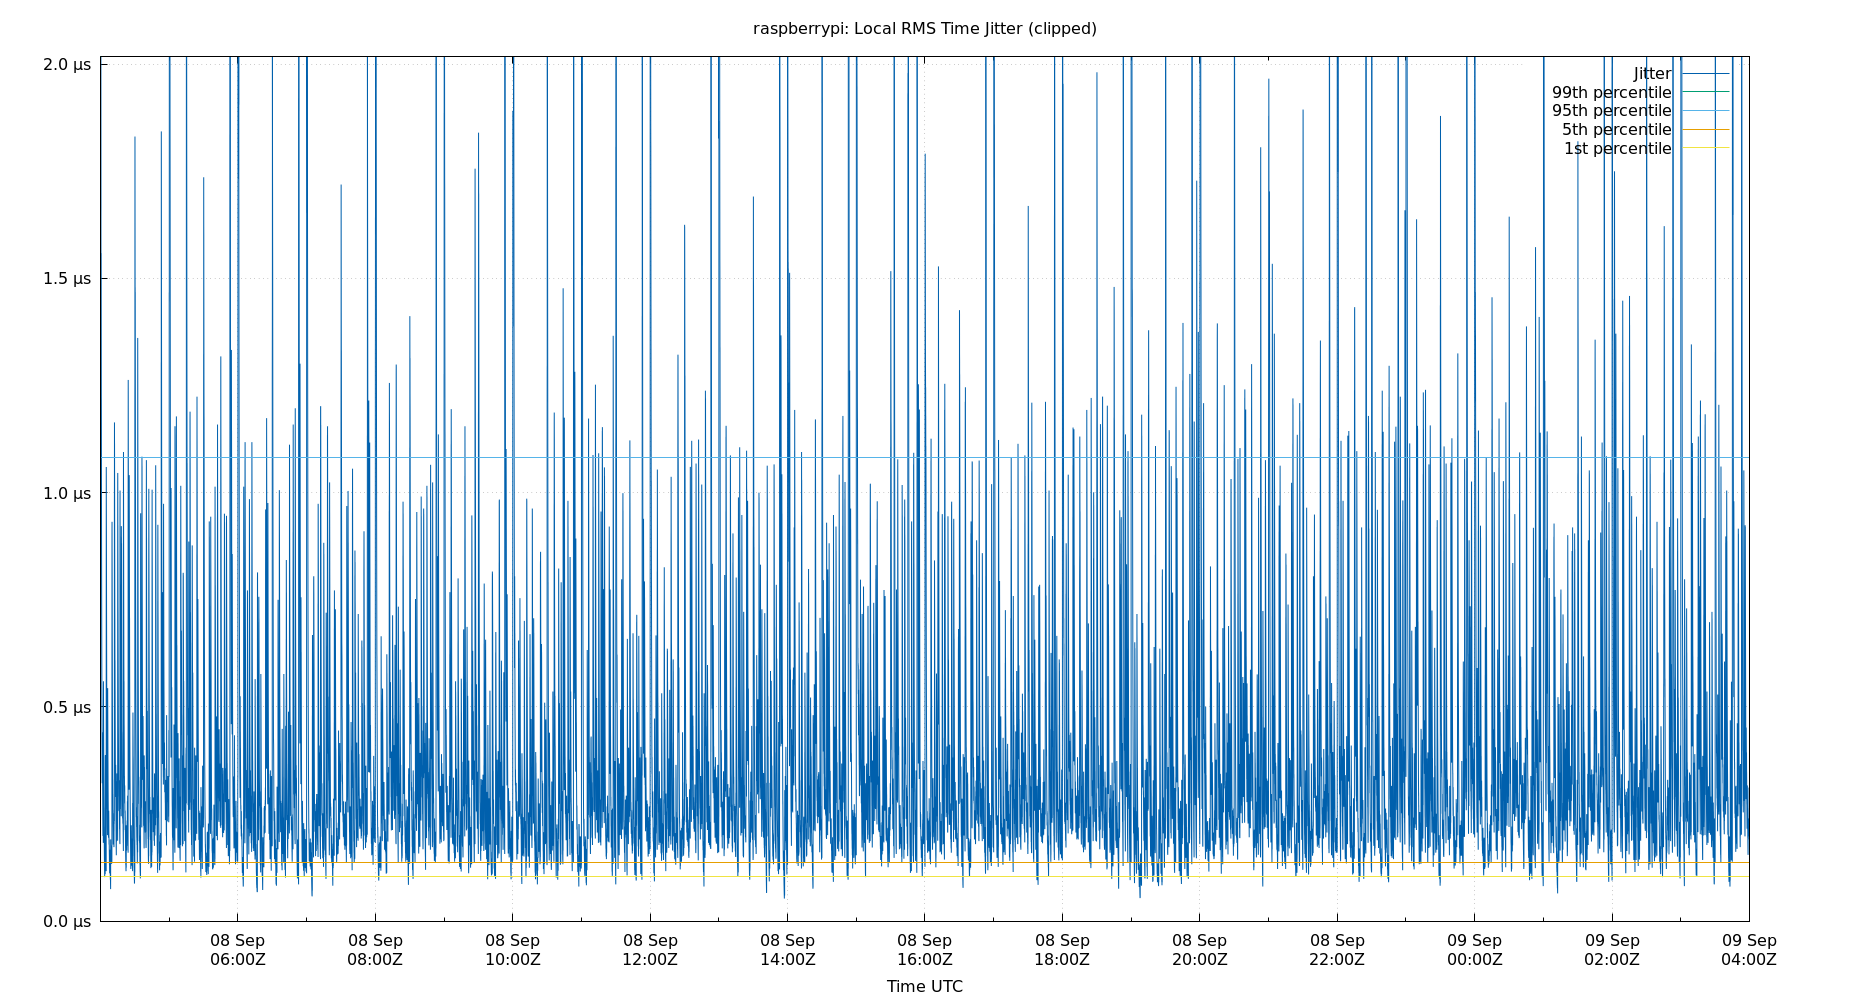 raspberrypi: Local RMS Time Jitter (clipped)
2.0 µs
1.5 µs
1.0 µs
0.5 µs
0.0 µs
Jitter
99th percentile
95th percentile
5th percentile
1st percentile
08 Sep 08 Sep 08 Sep 08 Sep 08 Sep 08 Sep 08 Sep 08 Sep 08 Sep 09 Sep 09 Sep 09 Sep
06:00Z 08:00Z 10:00Z 12:00Z 14:00Z 16:00Z 18:00Z 20:00Z 22:00Z 00:00Z 02:00Z 04:00Z
Time UTC